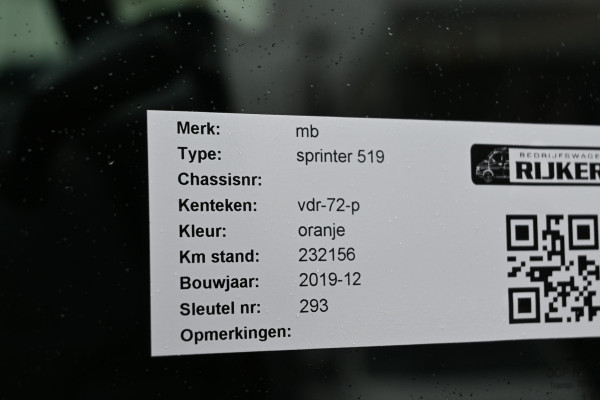 Merk: mb
Type: sprinter 519
Chassisnr:
Kenteken: vdr-72-p
Kleur: oranje
Km stand: 232156
Bouwjaar: 2019-12
Sleutel nr: 293
Opmerkingen:
BEDRIJFSWAGE
RIJKER